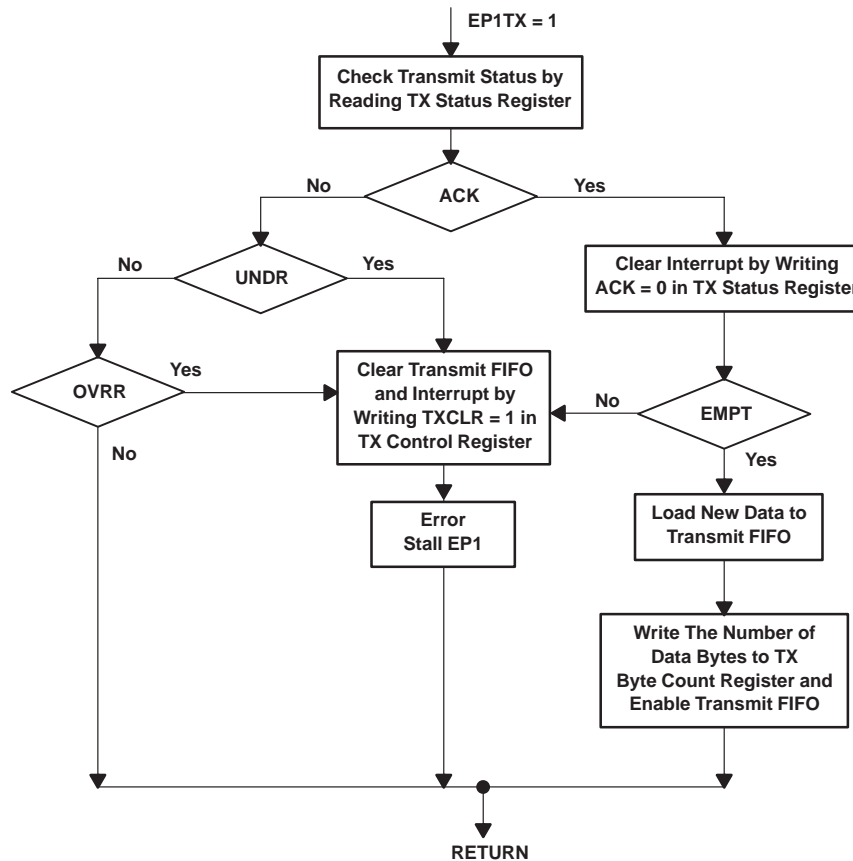 EP1TX = 1
Check Transmit Status by
Reading TX Status Register
No
ACK
Yes
No
UNDR
Yes
Clear Interrupt by Writing
ACK = 0 in TX Status Register
OVRR
Yes
Clear Transmit FIFO
and Interrupt by
Writing TXCLR = 1 in
TX Control Register
No
EMPT
No
Yes
Error
Stall EP1
Load New Data to
Transmit FIFO
Write The Number of
Data Bytes to TX
Byte Count Register and
Enable Transmit FIFO
RETURN